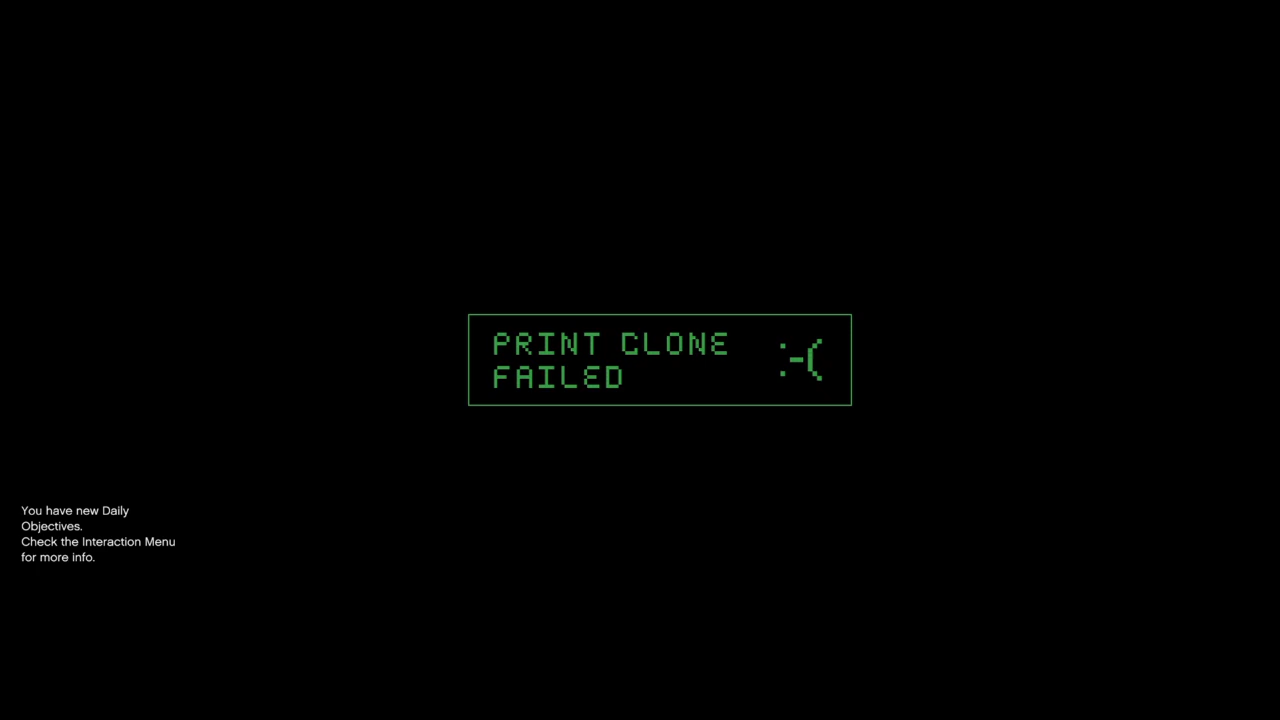 PRINT CLONE
FAILED
:-(
You have new Daily
Objectives.
Check the Interaction Menu
for more info.